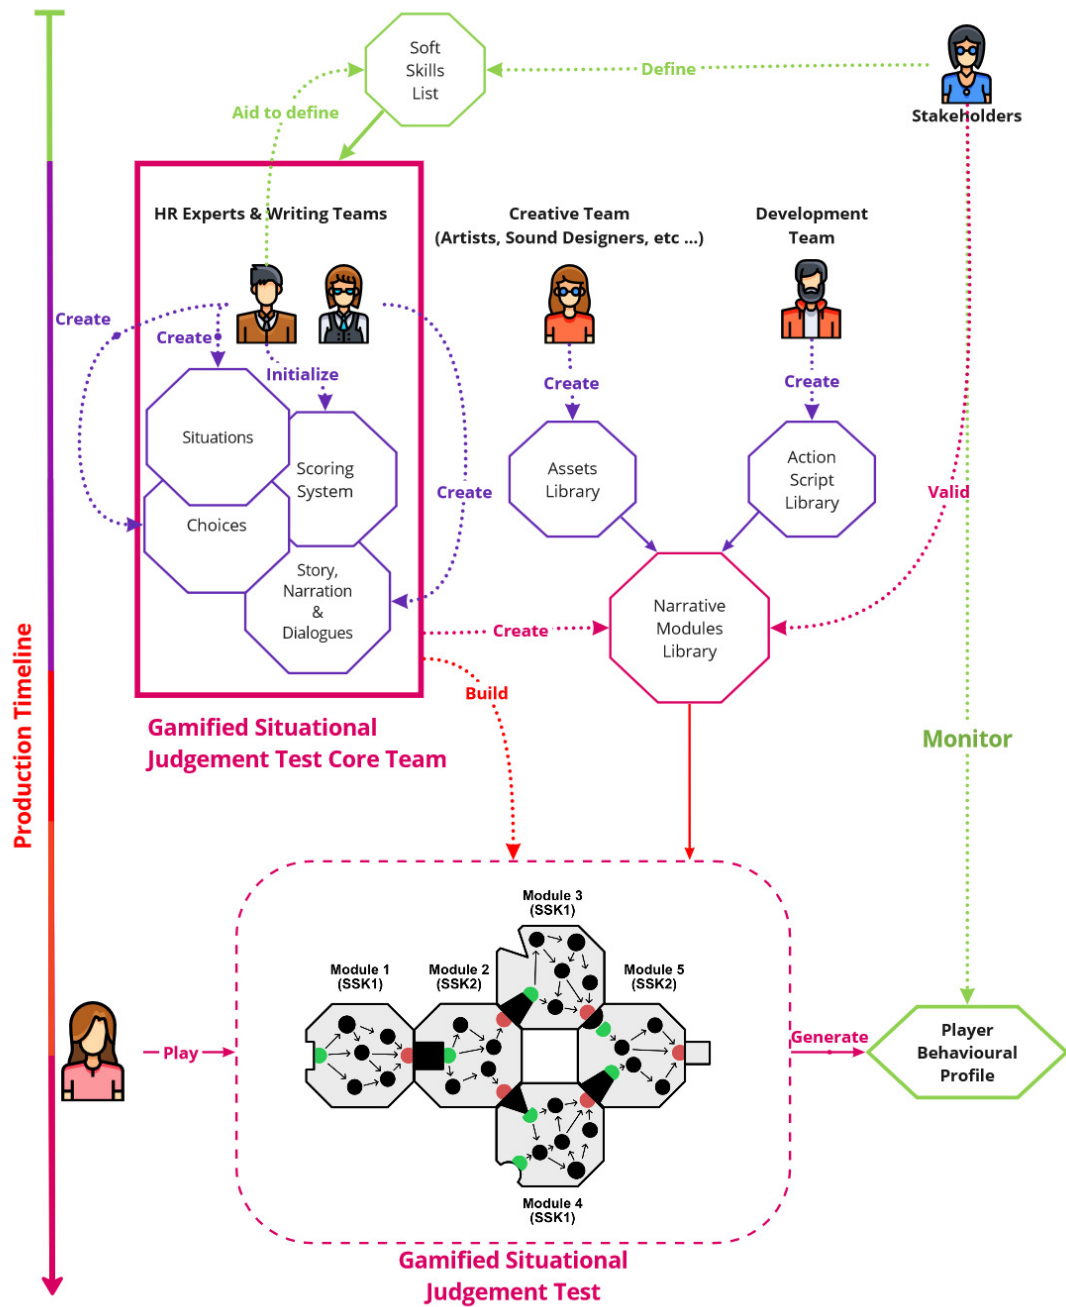 Soft
Skills
List
Define
Stakeholders
Aid to define
HR Experts & Writing Teams
Creative Team
(Artists, Sound Designers, etc ...)
Development
Team
Create
Create
Initialize
Create
Create
Situations
Scoring
System
Choices
Story,
Narration
&
Dialogues
Create
Assets
Library
Action
Script
Library
Valid
Create
Narrative
Modules
Library
Build
Gamified Situational
Judgement Test Core Team
Monitor
Production Timeline
Module 3
(SSK1)
Module 1
(SSK1)
Module 2
(SSK2)
Module 5
(SSK2)
Play
Generate
Player
Behavioural
Profile
Module 4
(SSK1)
Gamified Situational
Judgement Test